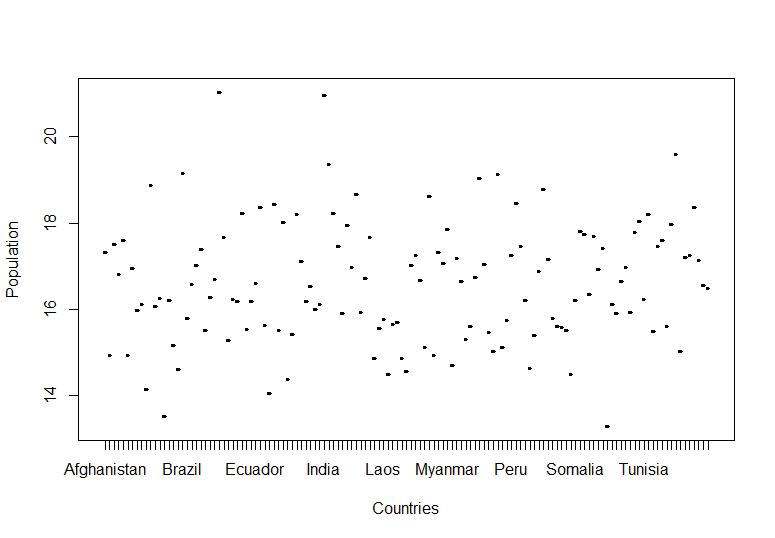 20
18
16
14
Population
Afghanistan Brazil Ecuador India Laos Myanmar Peru Somalia Tunisia
Countries